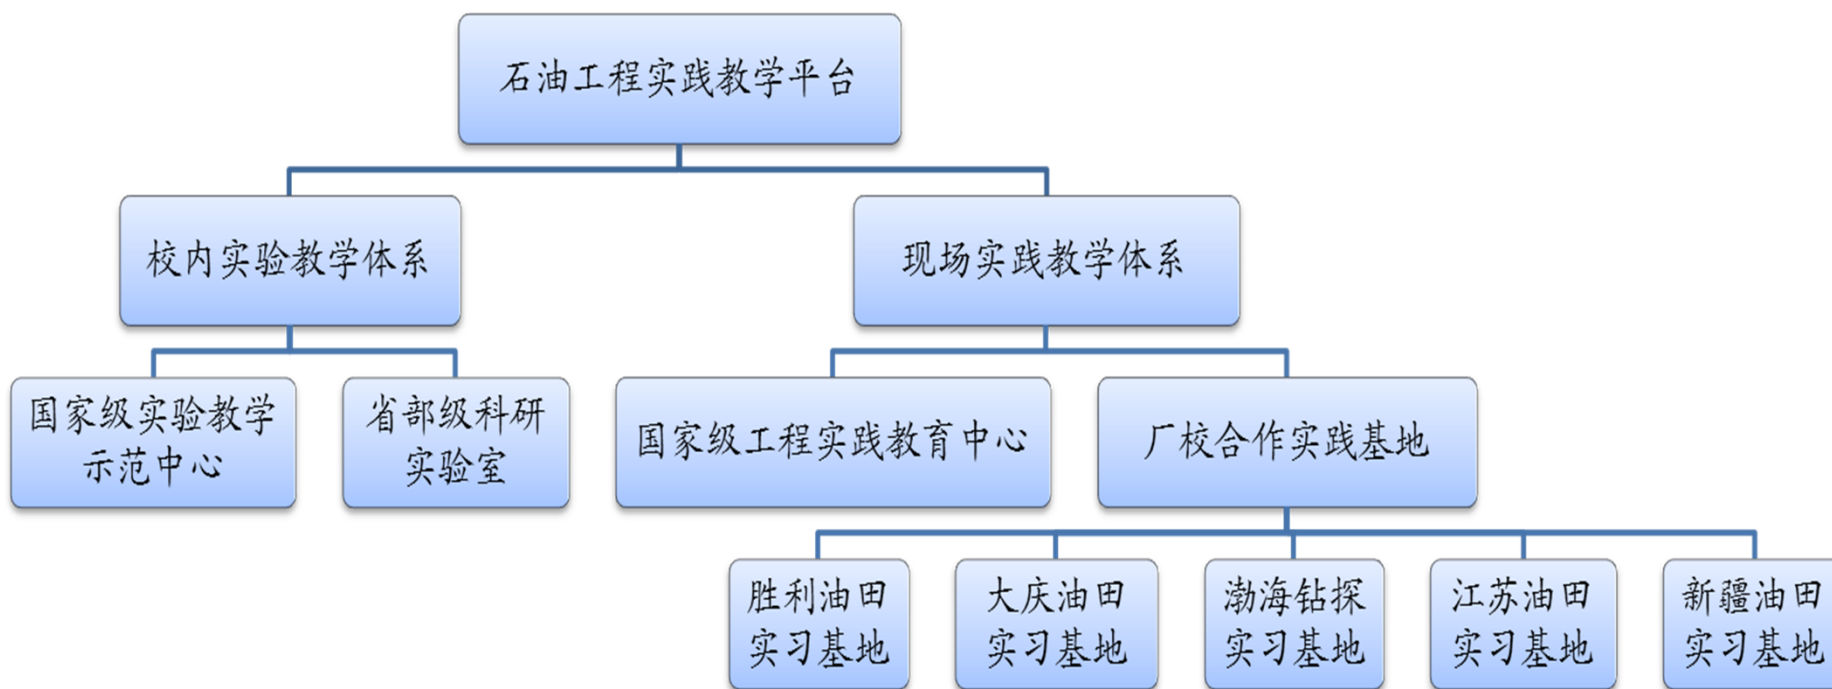 石油工程实践教学平台
校内实验教学体系
现场实践教学体系
国家级实验教学
示范中心
省部级科研
实验室
国家级工程实践教育中心
厂校合作实践基地
胜利油田
实习基地
大庆油田
实习基地
渤海钻探
实习基地
江苏油田
实习基地
新疆油田
实习基地